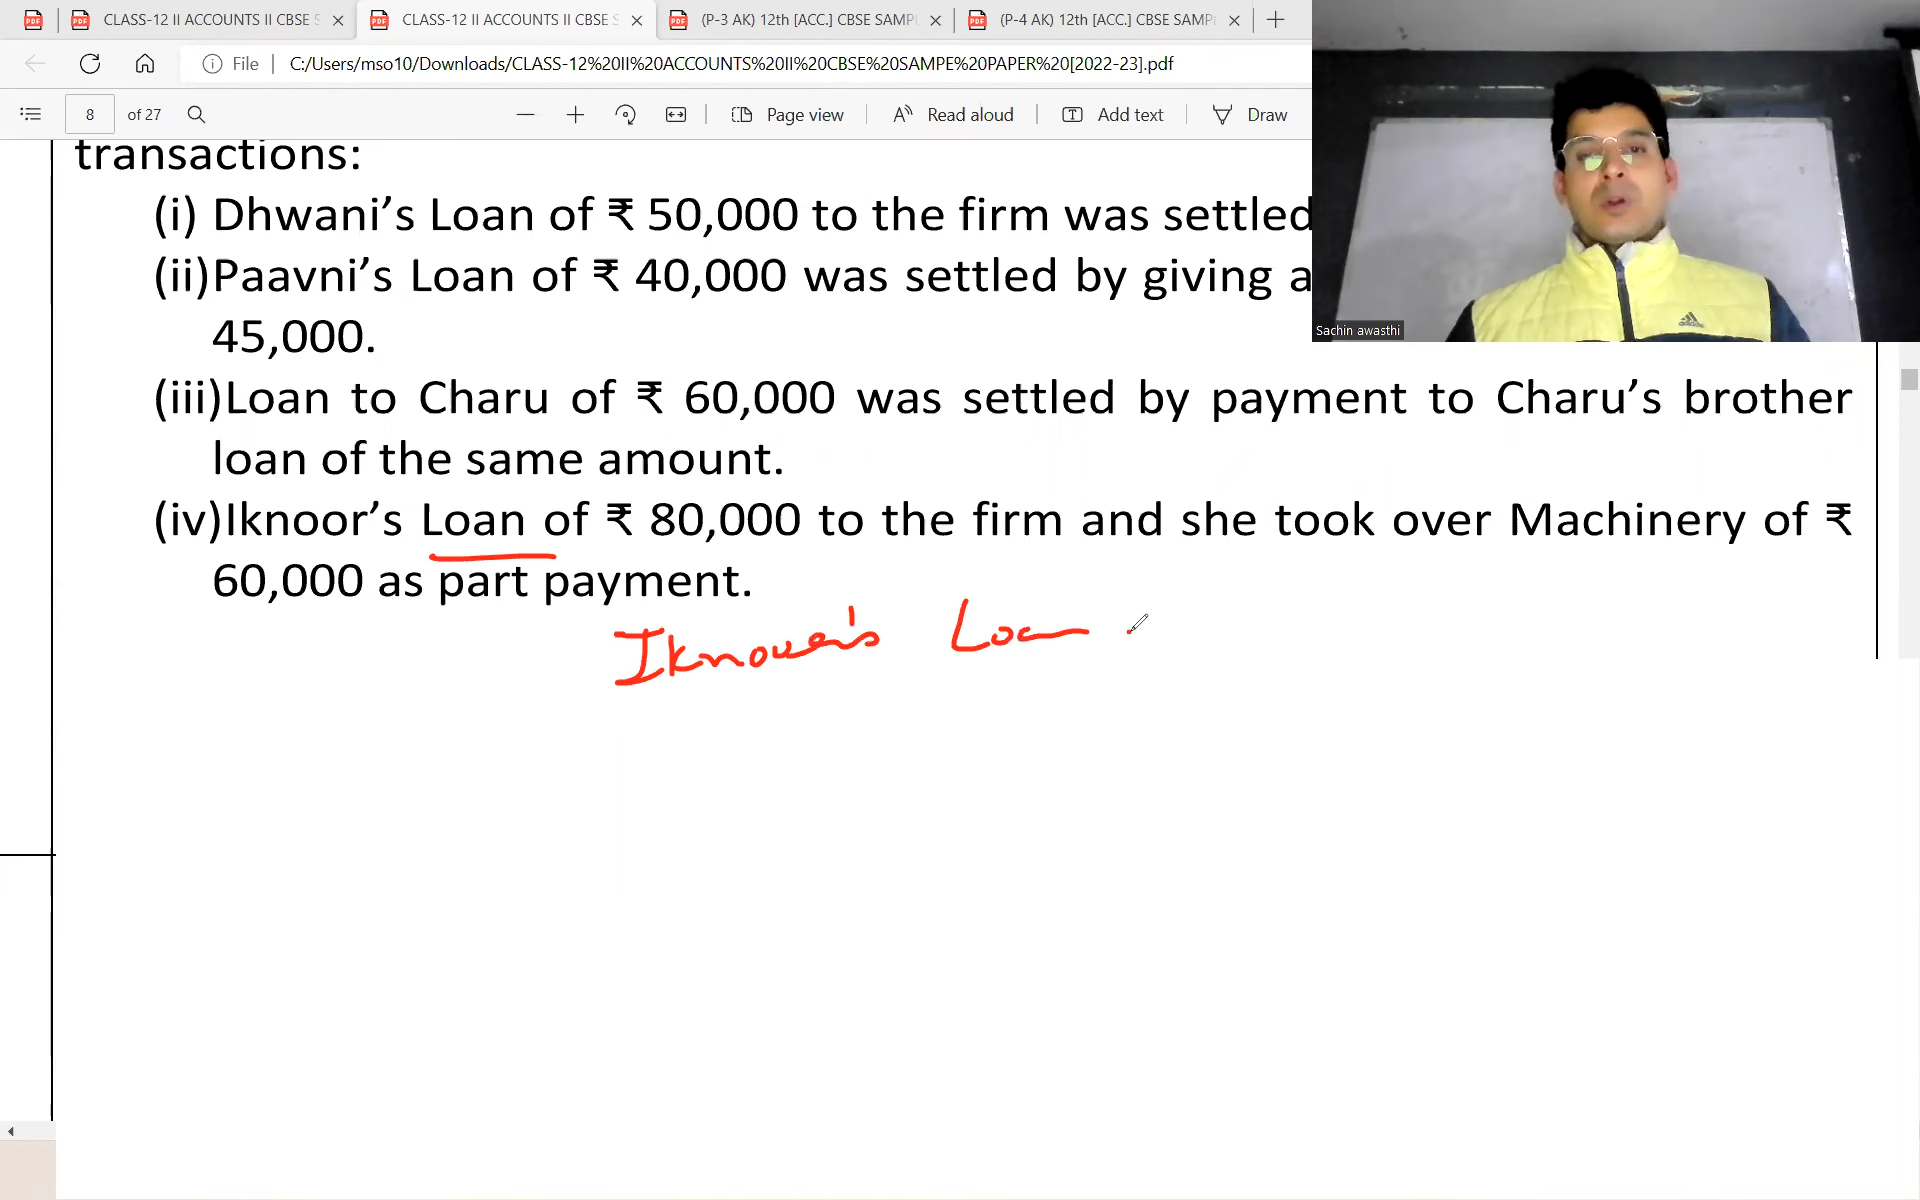 CLASS-12 II ACCOUNTS II CBSE S
CLASS-12 II ACCOUNTS II CBSE S
(P-3 AK) 12th [ACC.] CBSE SAMPL
(P-4 AK) 12th [ACC.] CBSE SAMPL
File
C:/Users/mso10/Downloads/CLASS-12%20II%20ACCOUNTS%20II%20CBSE%20SAMPE%20PAPER%20[2022-23].pdf
8 of 27
Page view
Read aloud
Add text
Draw
transactions:
(i) Dhwani’s Loan of ₹ 50,000 to the firm was settled
(ii)Paavni’s Loan of ₹ 40,000 was settled by giving a
45,000.
(iii)Loan to Charu of ₹ 60,000 was settled by payment to Charu’s brother
loan of the same amount.
(iv)Iknoor’s Loan of ₹ 80,000 to the firm and she took over Machinery of ₹
60,000 as part payment.
Loan
Sachin awasthi
adidas